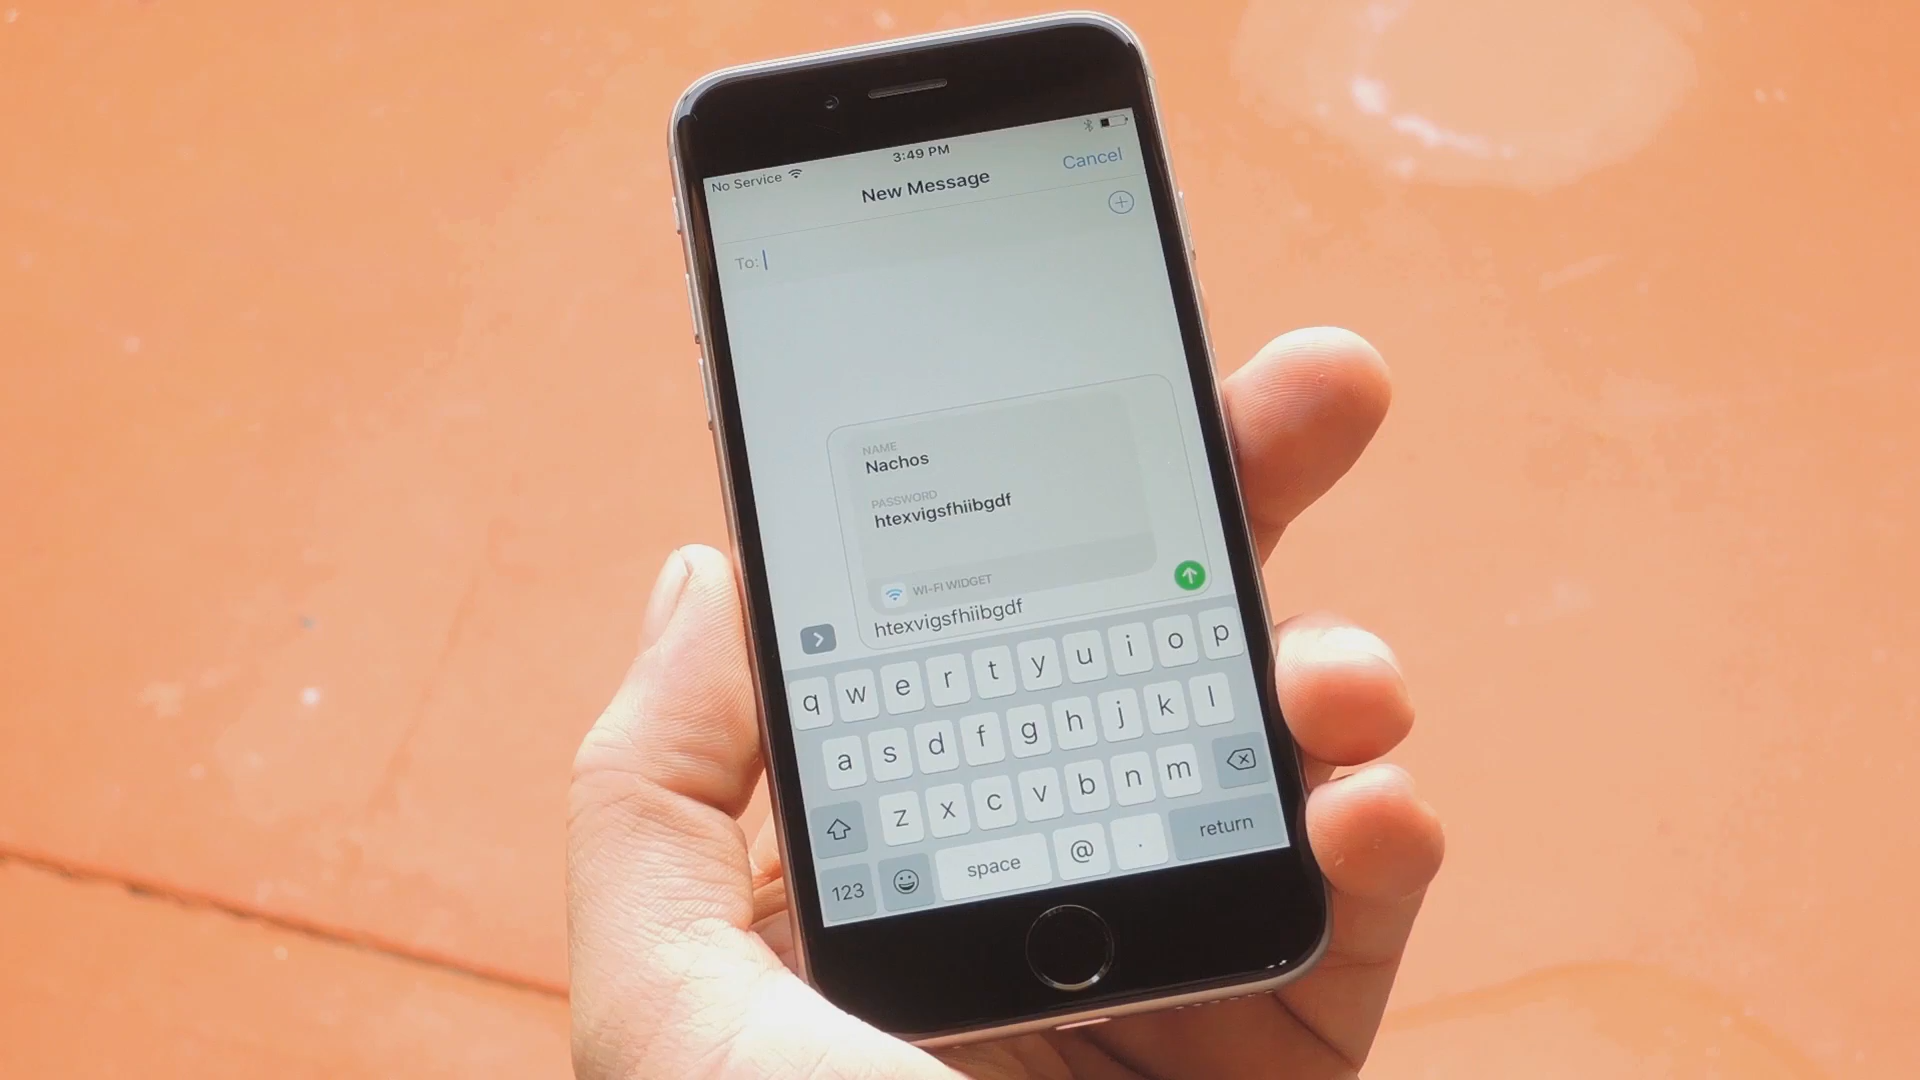 No Service 3:49 PM
New Message Cancel
To:
NAME
Nachos
PASSWORD
htexvigsfhiibgdf
WI-FI WIDGET
htexvigsfhiibgdf
q w e r t y u i o p
a s d f g h j k l
z x c v b n m
123 space @ . return